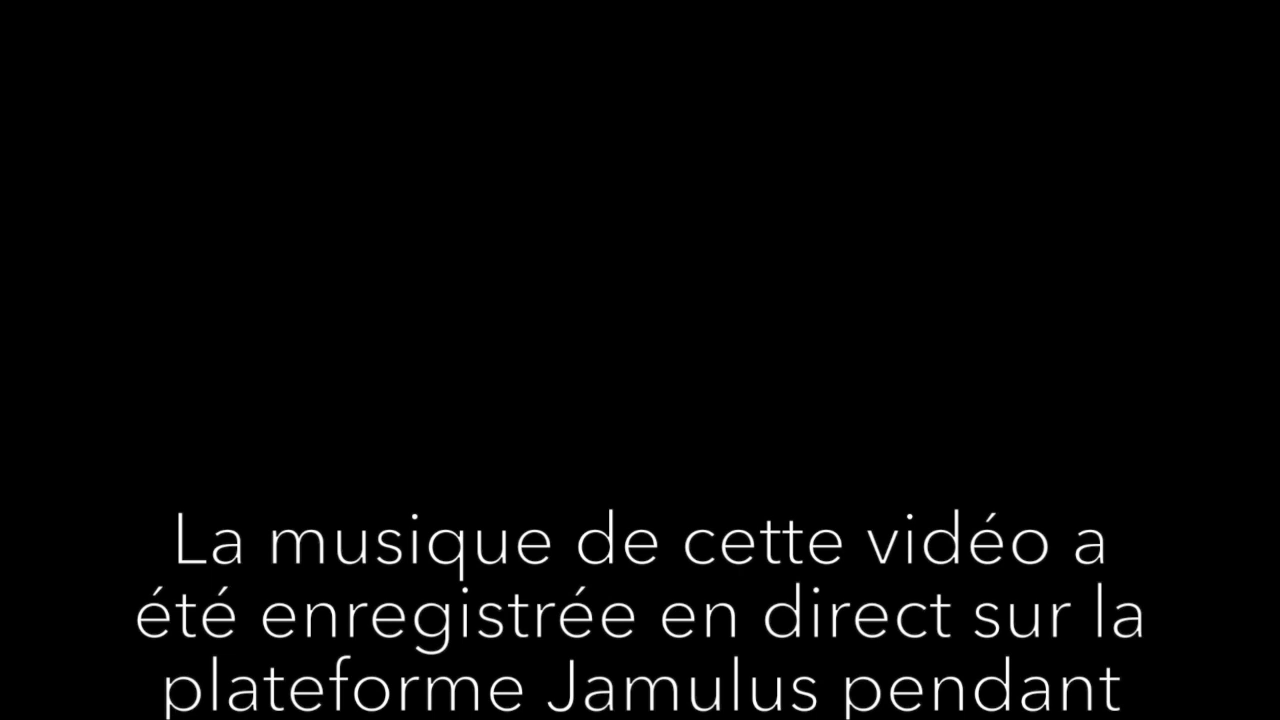 La musique de cette vidéo a
été enregistrée en direct sur la
plateforme Jamulus pendant